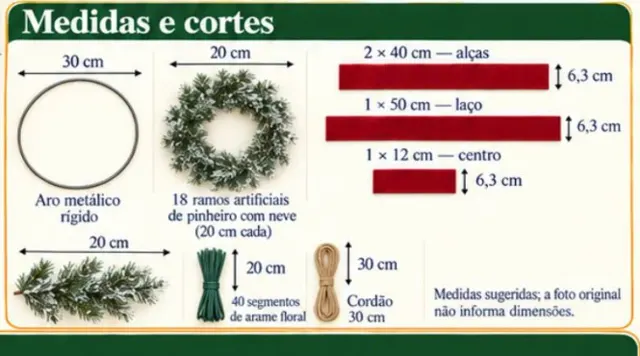 Medidas e cortes
30 cm
20 cm
2 × 40 cm — alças
6,3 cm
1 × 50 cm — laço
6,3 cm
1 × 12 cm — centro
6,3 cm
Aro metálico
rígido
18 ramos artificiais
de pinheiro com neve
(20 cm cada)
20 cm
20 cm
40 segmentos
de arame floral
30 cm
Cordão
30 cm
Medidas sugeridas; a foto original
não informa dimensões.